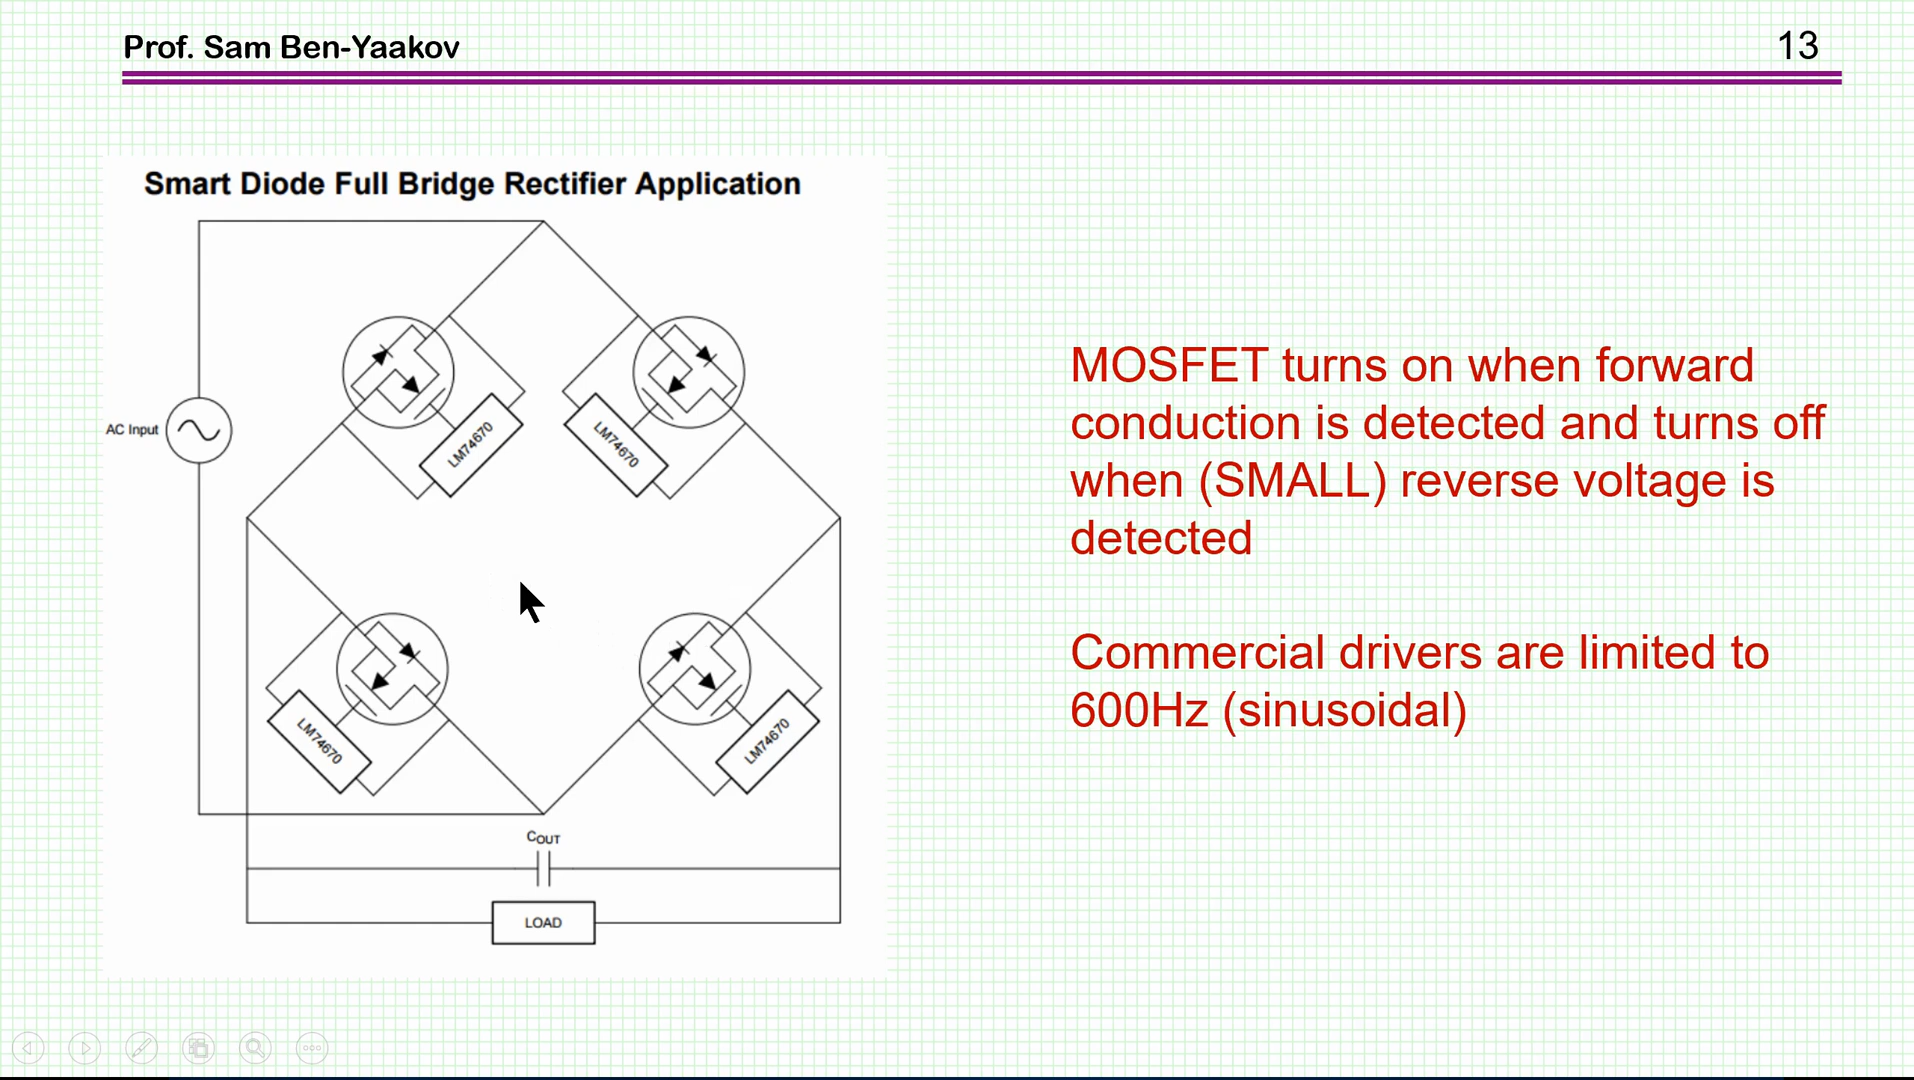 Prof. Sam Ben-Yaakov
13
Smart Diode Full Bridge Rectifier Application
AC Input
LM74670
LM74670
LM74670
LM74670
COUT
LOAD
MOSFET turns on when forward
conduction is detected and turns off
when (SMALL) reverse voltage is
detected
Commercial drivers are limited to
600Hz (sinusoidal)